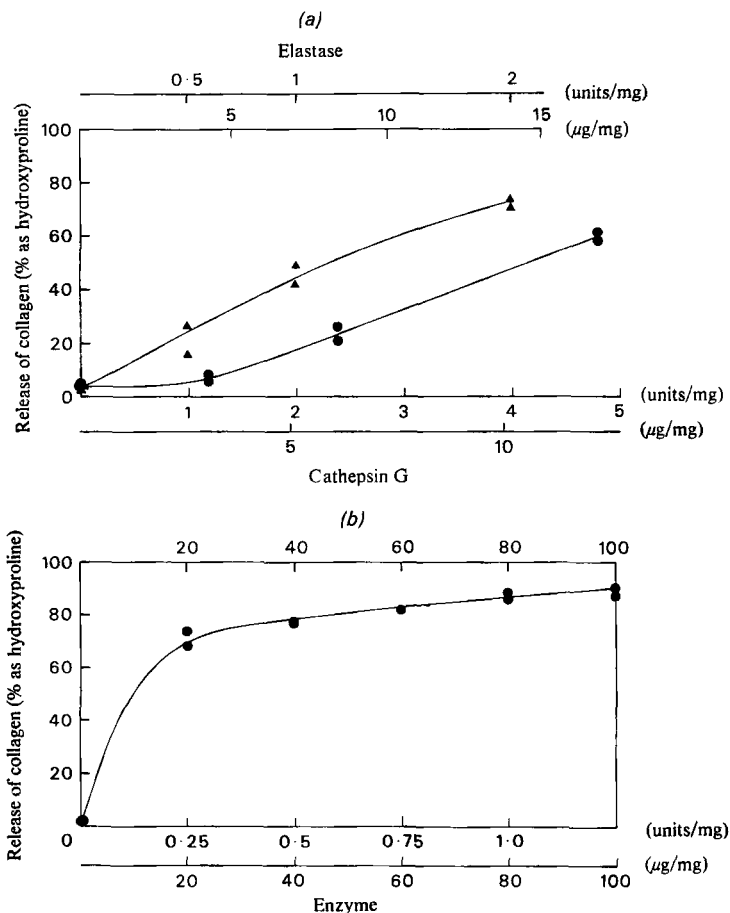 (a)
Elastase
0·5 1 2 (units/mg)
5 10 15 (μg/mg)
Release of collagen (% as hydroxyproline)
100
80
60
40
20
0
1 2 3 4 5 (units/mg)
5 10 (μg/mg)
Cathepsin G
(b)
20 40 60 80 100
Release of collagen (% as hydroxyproline)
100
80
60
40
20
0 0·25 0·5 0·75 1·0 (units/mg)
20 40 60 80 100 (μg/mg)
Enzyme